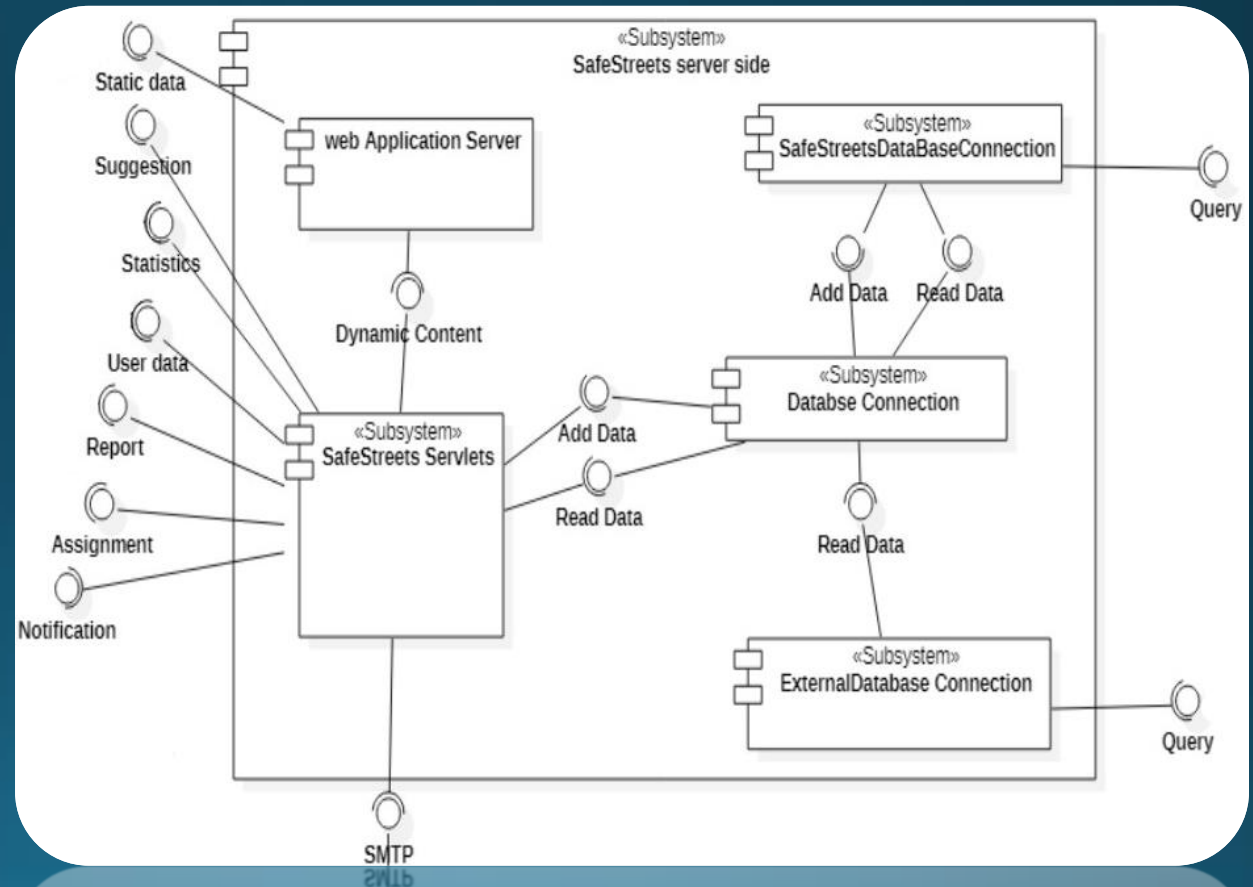 «Subsystem»
SafeStreets server side
Static data
Suggestion
Statistics
User data
Report
Assignment
Notification
web Application Server
Dynamic Content
«Subsystem»
SafeStreets Servlets
SMTP
Add Data
Read Data
«Subsystem»
SafeStreetsDataBaseConnection
Query
Add Data
Read Data
«Subsystem»
Databse Connection
Read Data
«Subsystem»
ExternalDatabase Connection
Query